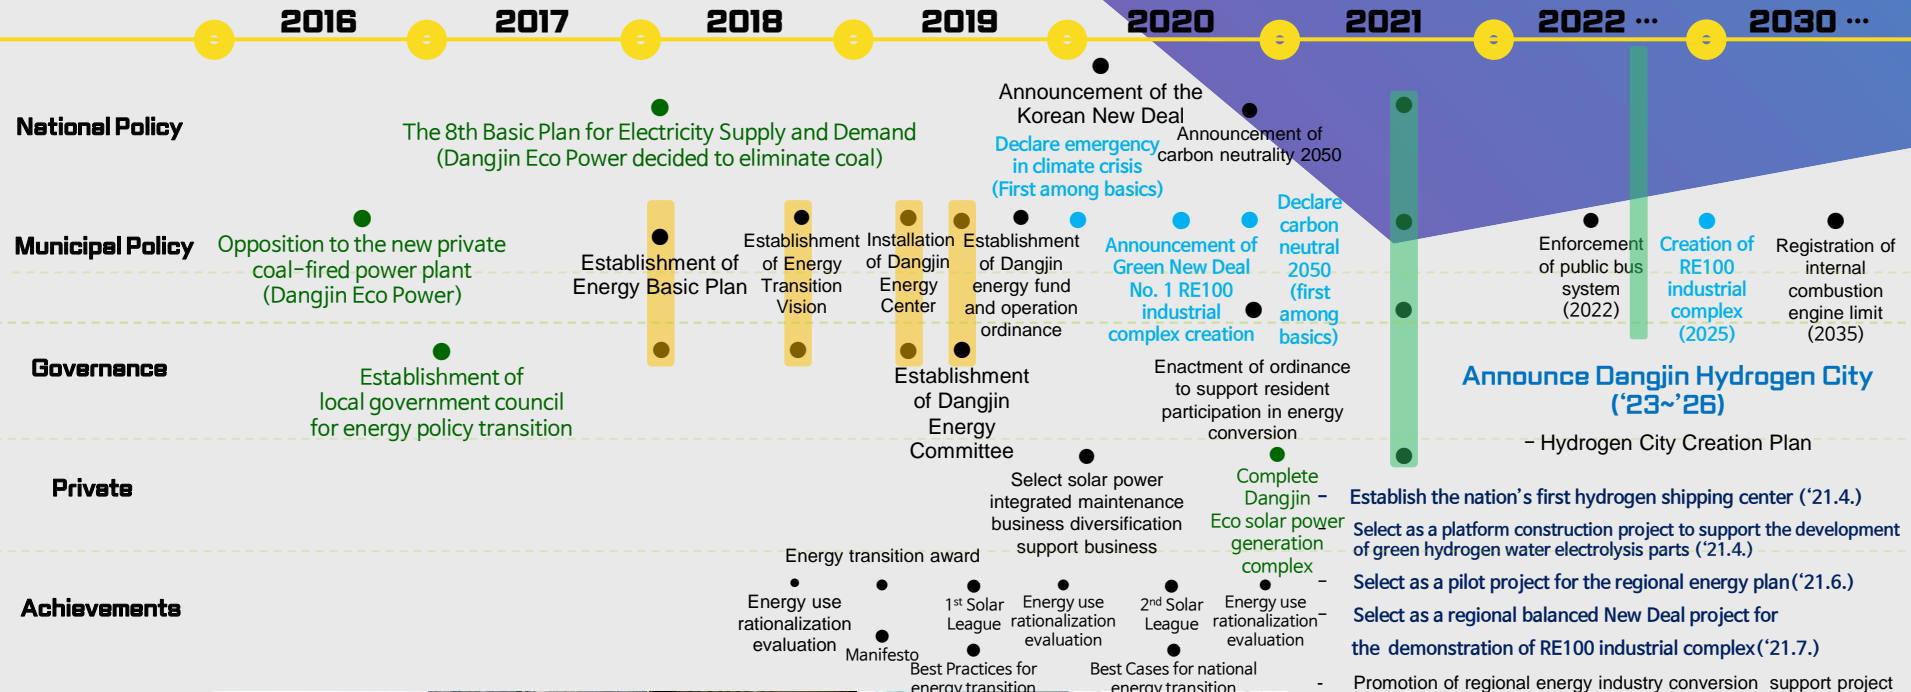 2016 2017 2018 2019 2020 2021 2022 ··· 2030 ···
National Policy
The 8th Basic Plan for Electricity Supply and Demand
(Dangjin Eco Power decided to eliminate coal)
Announcement of the
Korean New Deal
Declare emergency
in climate crisis
(First among basics)
Announcement of
carbon neutrality 2050
Municipal Policy
Opposition to the new private
coal-fired power plant
(Dangjin Eco Power)
Establishment of
Energy Basic Plan
Establishment
of Energy
Transition
Vision
Installation
of Dangjin
Energy
Center
Establishment
of Dangjin
energy fund
and operation
ordinance
Announcement of
Green New Deal
No. 1 RE100
industrial
complex creation
Declare
carbon
neutral
2050
(first
among
basics)
Enforcement
of public bus
system
(2022)
Creation of
RE100
industrial
complex
(2025)
Registration of
internal
combustion
engine limit
(2035)
Governance
Establishment of
local government council
for energy policy transition
Establishment
of Dangjin
Energy
Committee
Enactment of ordinance
to support resident
participation in energy
conversion
Announce Dangjin Hydrogen City
(‘23~’26)
- Hydrogen City Creation Plan
Private
Select solar power
integrated maintenance
business diversification
support business
Complete
Dangjin
Eco solar power
generation
complex
- Establish the nation’s first hydrogen shipping center (‘21.4.)
- Select as a platform construction project to support the development
of green hydrogen water electrolysis parts (‘21.4.)
- Select as a pilot project for the regional energy plan(‘21.6.)
- Select as a regional balanced New Deal project for
the demonstration of RE100 industrial complex(‘21.7.)
- Promotion of regional energy industry conversion support project
Achievements
Energy transition award
Energy use
rationalization
evaluation
Manifesto
1st Solar
League
Best Practices for
energy transition
Energy use
rationalization
evaluation
2nd Solar
League
Best Cases for national
energy transition
Energy use
rationalization
evaluation